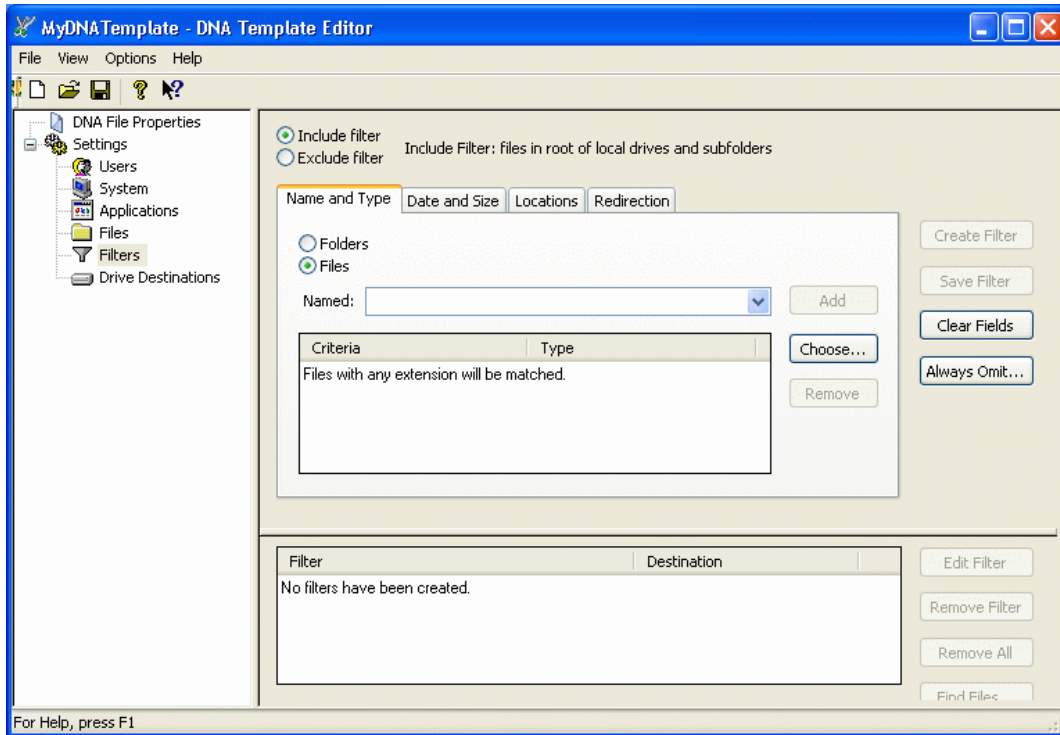 MyDNATemplate - DNA Template Editor
File View Options Help
DNA File Properties
Settings
Users
System
Applications
Files
Filters
Drive Destinations
Include filter
Exclude filter
Include Filter: files in root of local drives and subfolders
Name and Type Date and Size Locations Redirection
Folders
Files
Named:
Add
Criteria Type
Files with any extension will be matched.
Choose...
Remove
Create Filter
Save Filter
Clear Fields
Always Omit...
Filter Destination
No filters have been created.
Edit Filter
Remove Filter
Remove All
Find Files...
For Help, press F1